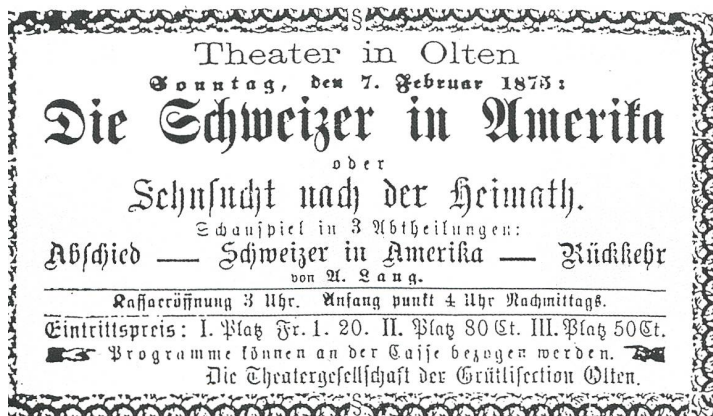 Theater in Olten
Sonntag, den 7. Februar 1875:
Die Schweizer in Amerika
oder
Sehnsucht nach der Heimath.
Schauspiel in 3 Abtheilungen:
Abschied — Schweizer in Amerika — Rückkehr
von A. Lang.
Kassaeröffnung 3 Uhr. Anfang punkt 4 Uhr Nachmittags.
Eintrittspreis: I. Platz Fr. 1. 20. II. Platz 80 Ct. III. Platz 50 Ct.
Programme können an der Casse bezogen werden.
Die Theatergesellschaft der Grütlisection Olten.